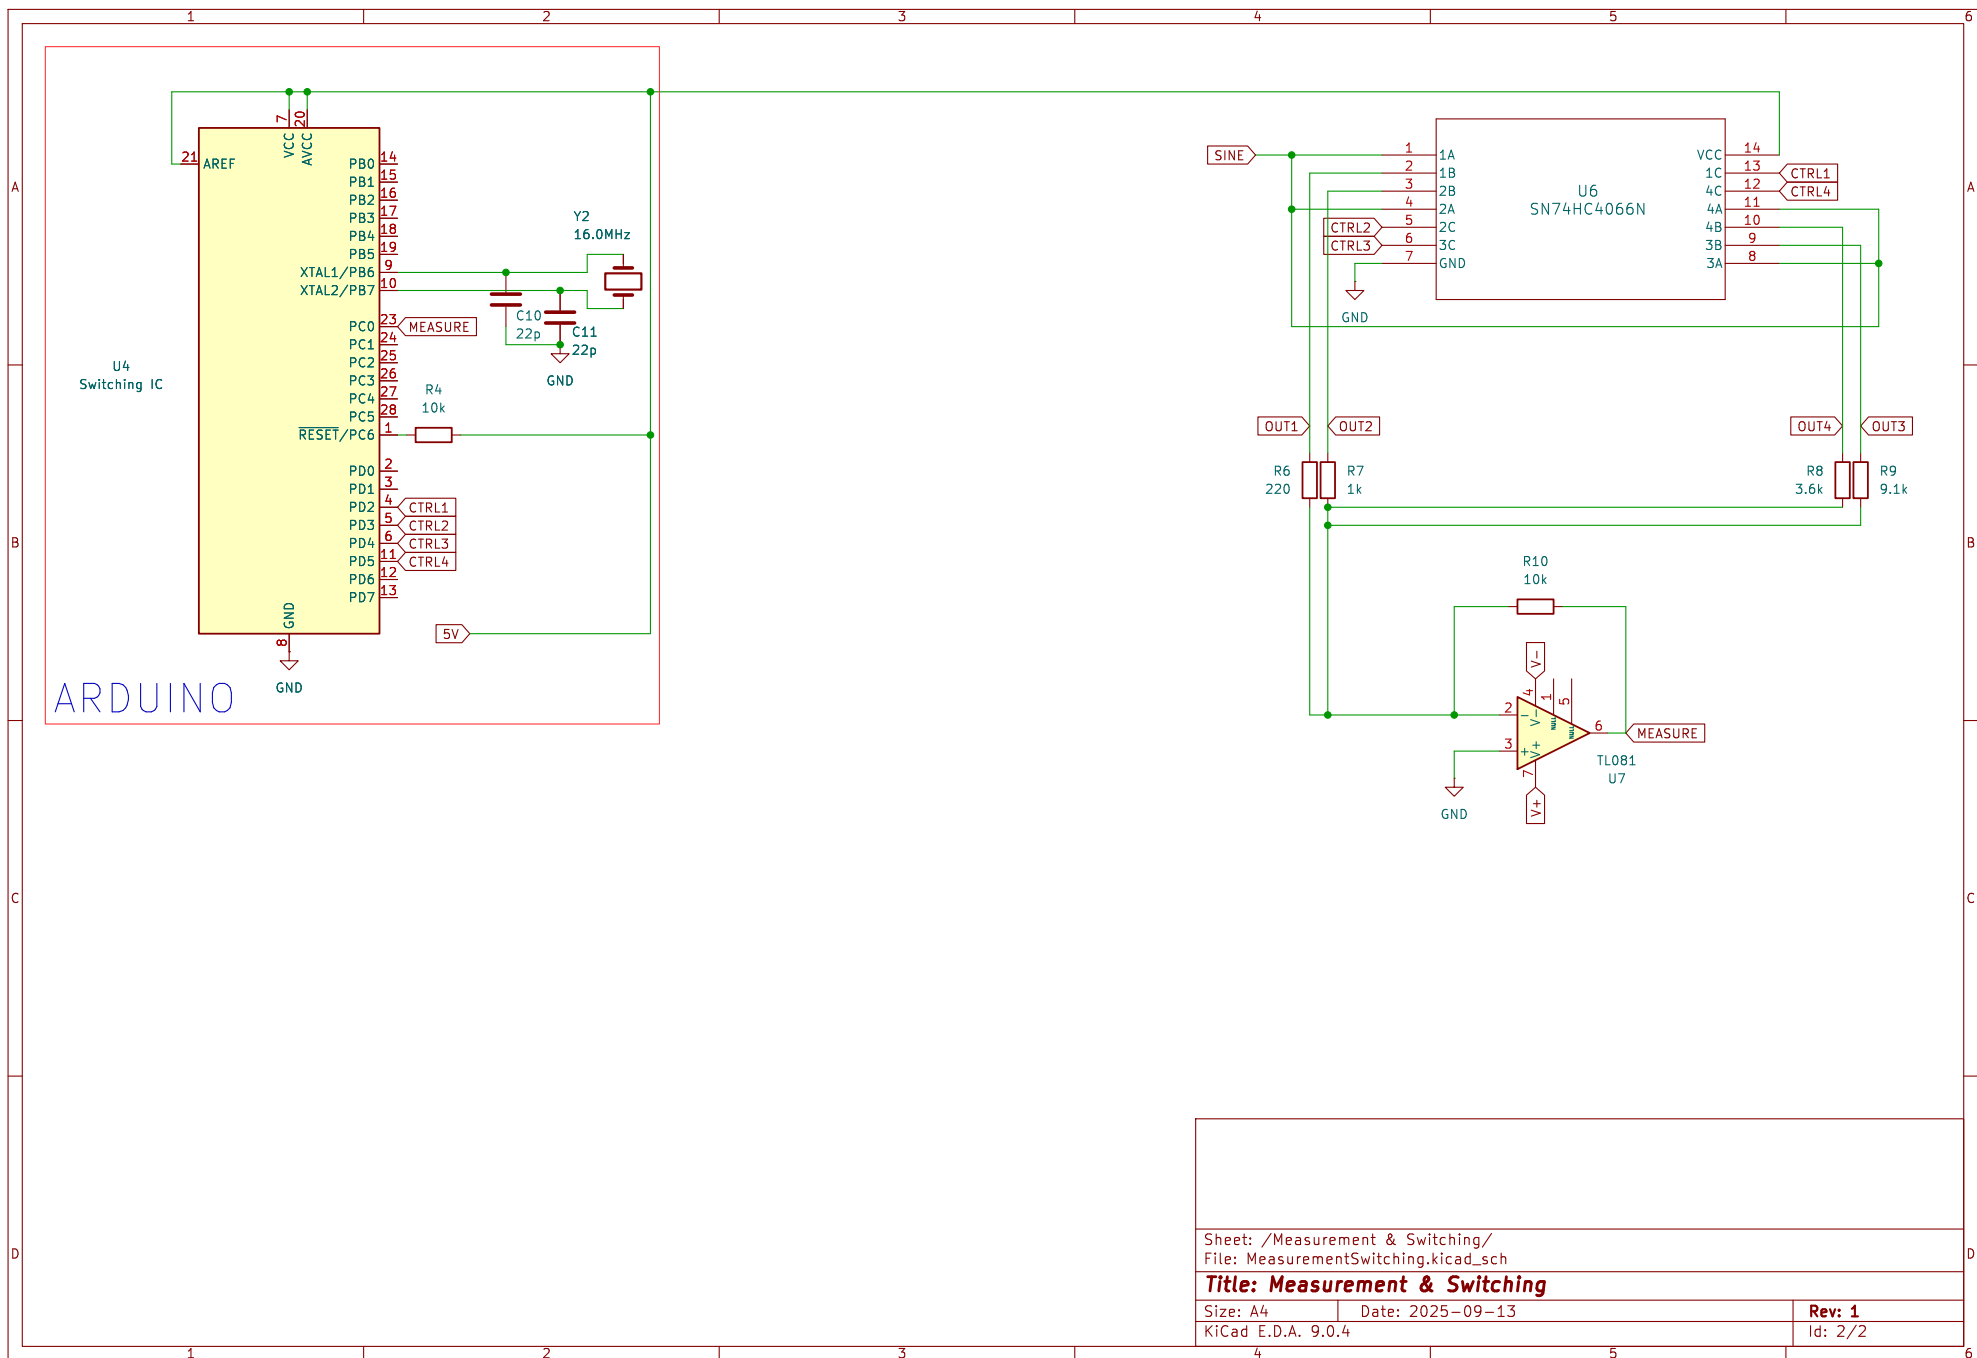 1 2 3 4 5 6
A
B
C
D
7
VCC
20
AVCC
21
AREF
PB0 14
PB1 15
PB2 16
PB3 17
PB4 18
PB5 19
XTAL1/PB6 9
XTAL2/PB7 10
PC0 23 MEASURE
PC1 24
PC2 25
PC3 26
PC4 27
PC5 28
RESET/PC6 1
PD0 2
PD1 3
PD2 4 CTRL1
PD3 5 CTRL2
PD4 6 CTRL3
PD5 11 CTRL4
PD6 12
PD7 13
GND
8
GND
U4
Switching IC
Y2
16.0MHz
C10
22p
C11
22p
GND
R4
10k
5V
ARDUINO
SINE
1 1A
2 1B
3 2B
4 2A
CTRL2 5 2C
CTRL3 6 3C
7 GND
GND
U6
SN74HC4066N
VCC 14
1C 13 CTRL1
4C 12 CTRL4
4A 11
4B 10
3B 9
3A 8
OUT1
OUT2
OUT4
OUT3
R6
220
R7
1k
R8
3.6k
R9
9.1k
R10
10k
V-
4
1
5
2
-
V-
NULL
NULL
6
MEASURE
3
+
V+
7
TL081
U7
GND
V+
A
B
C
D
Sheet: /Measurement & Switching/
File: MeasurementSwitching.kicad_sch
Title: Measurement & Switching
Size: A4 Date: 2025-09-13 Rev: 1
KiCad E.D.A. 9.0.4 Id: 2/2
1 2 3 4 5 6